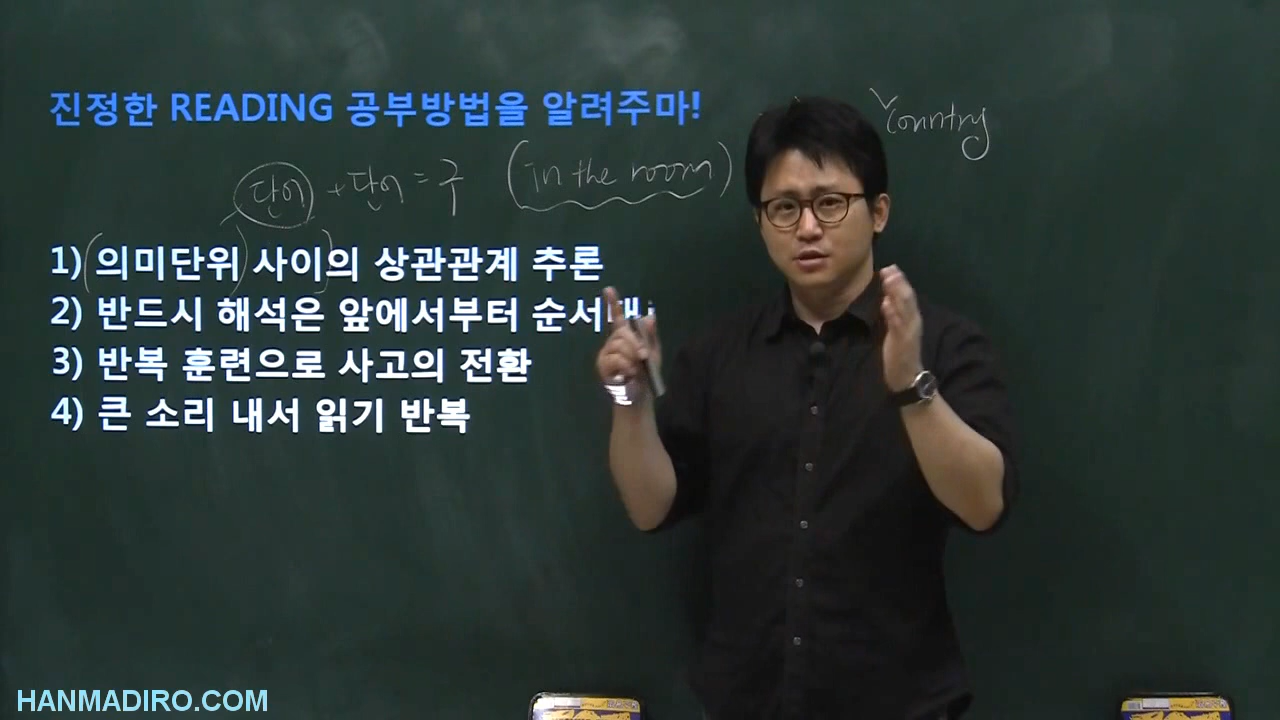 진정한 READING 공부방법을 알려주마!
country
단어 + 단어 = 구 (in the room)
1) 의미단위 사이의 상관관계 추론
2) 반드시 해석은 앞에서부터 순서대
3) 반복 훈련으로 사고의 전환
4) 큰 소리 내서 읽기 반복
HANMADIRO.COM